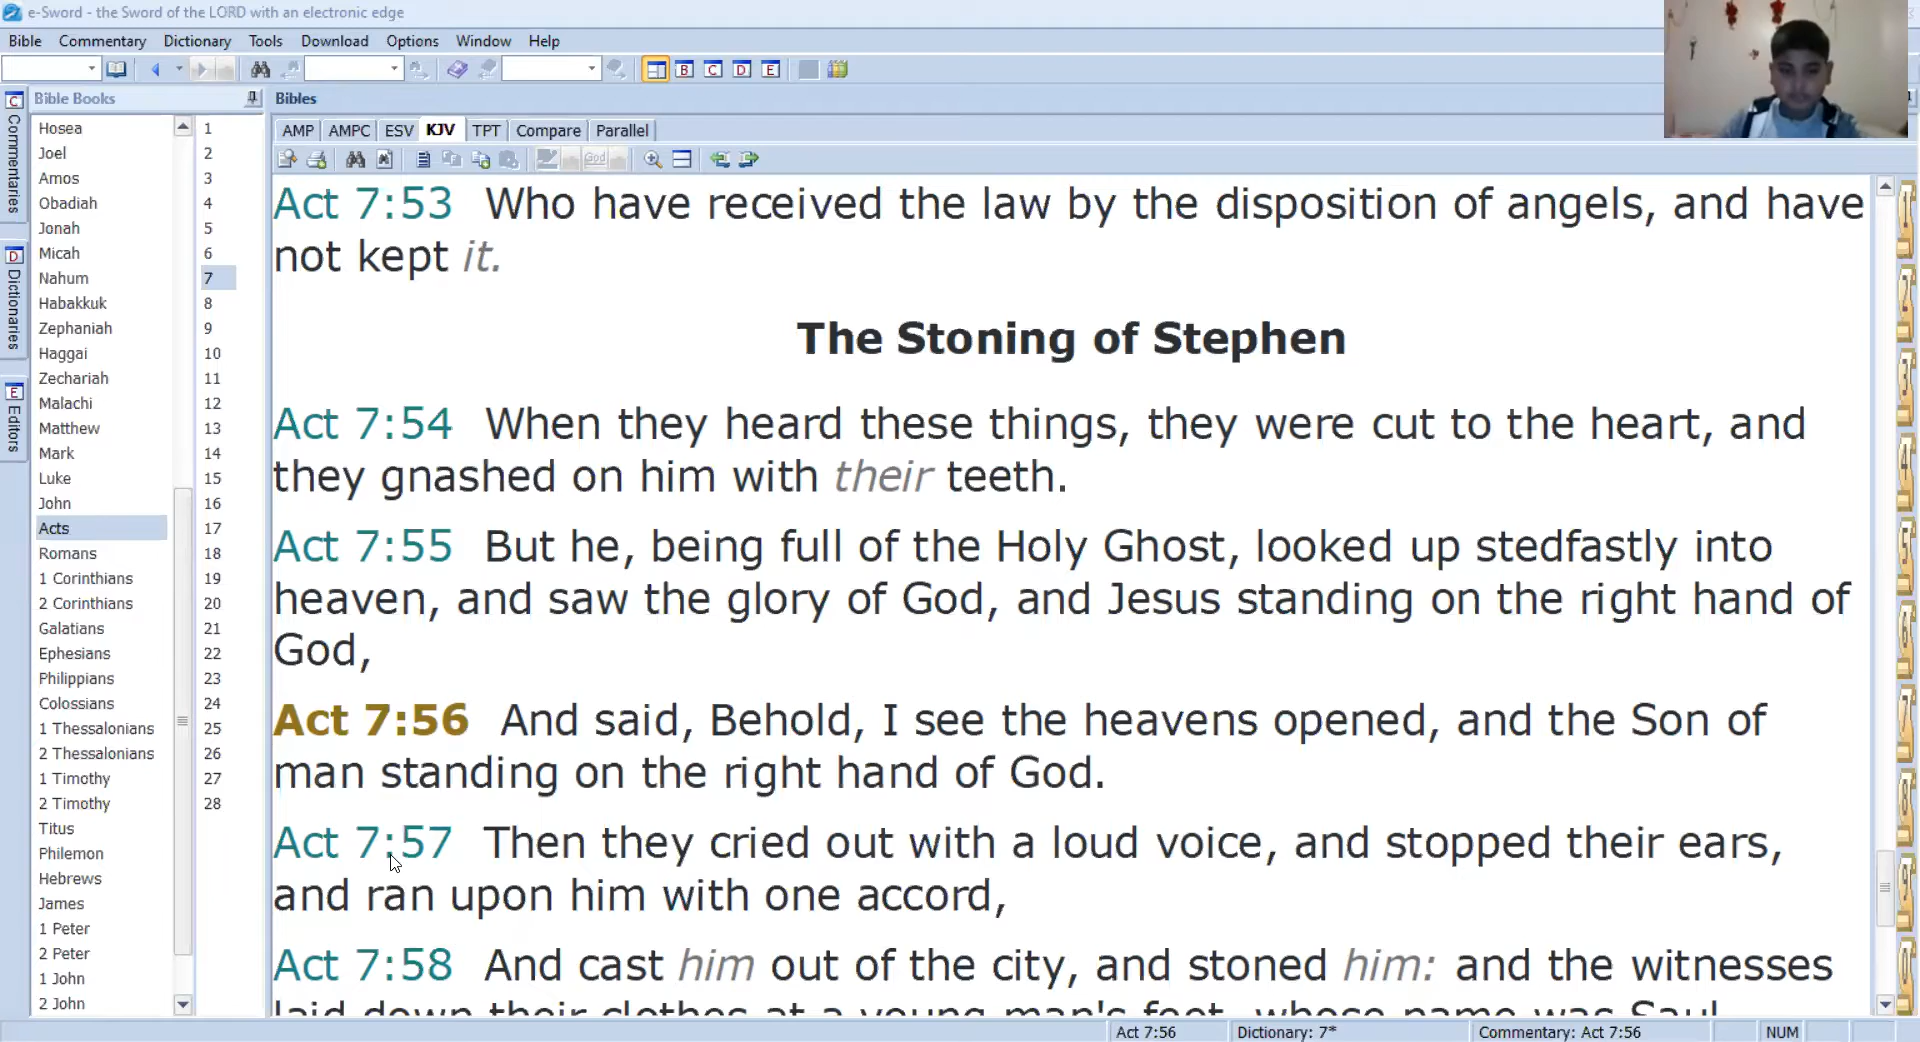 e-Sword - the Sword of the LORD with an electronic edge
Bible Commentary Dictionary Tools Download Options Window Help
B C D E
C Commentaries
D Dictionaries
E Editors
Bible Books
Hosea
Joel
Amos
Obadiah
Jonah
Micah
Nahum
Habakkuk
Zephaniah
Haggai
Zechariah
Malachi
Matthew
Mark
Luke
John
Acts
Romans
1 Corinthians
2 Corinthians
Galatians
Ephesians
Philippians
Colossians
1 Thessalonians
2 Thessalonians
1 Timothy
2 Timothy
Titus
Philemon
Hebrews
James
1 Peter
2 Peter
1 John
2 John
1
2
3
4
5
6
7
8
9
10
11
12
13
14
15
16
17
18
19
20
21
22
23
24
25
26
27
28
Bibles
AMP AMPC ESV KJV TPT Compare Parallel
God
Act 7:53 Who have received the law by the disposition of angels, and have
not kept it.
The Stoning of Stephen
Act 7:54 When they heard these things, they were cut to the heart, and
they gnashed on him with their teeth.
Act 7:55 But he, being full of the Holy Ghost, looked up stedfastly into
heaven, and saw the glory of God, and Jesus standing on the right hand of
God,
Act 7:56 And said, Behold, I see the heavens opened, and the Son of
man standing on the right hand of God.
Act 7:57 Then they cried out with a loud voice, and stopped their ears,
and ran upon him with one accord,
Act 7:58 And cast him out of the city, and stoned him: and the witnesses
laid down their clothes at a young man's feet, whose name was Saul.
Act 7:56 Dictionary: 7* Commentary: Act 7:56 NUM